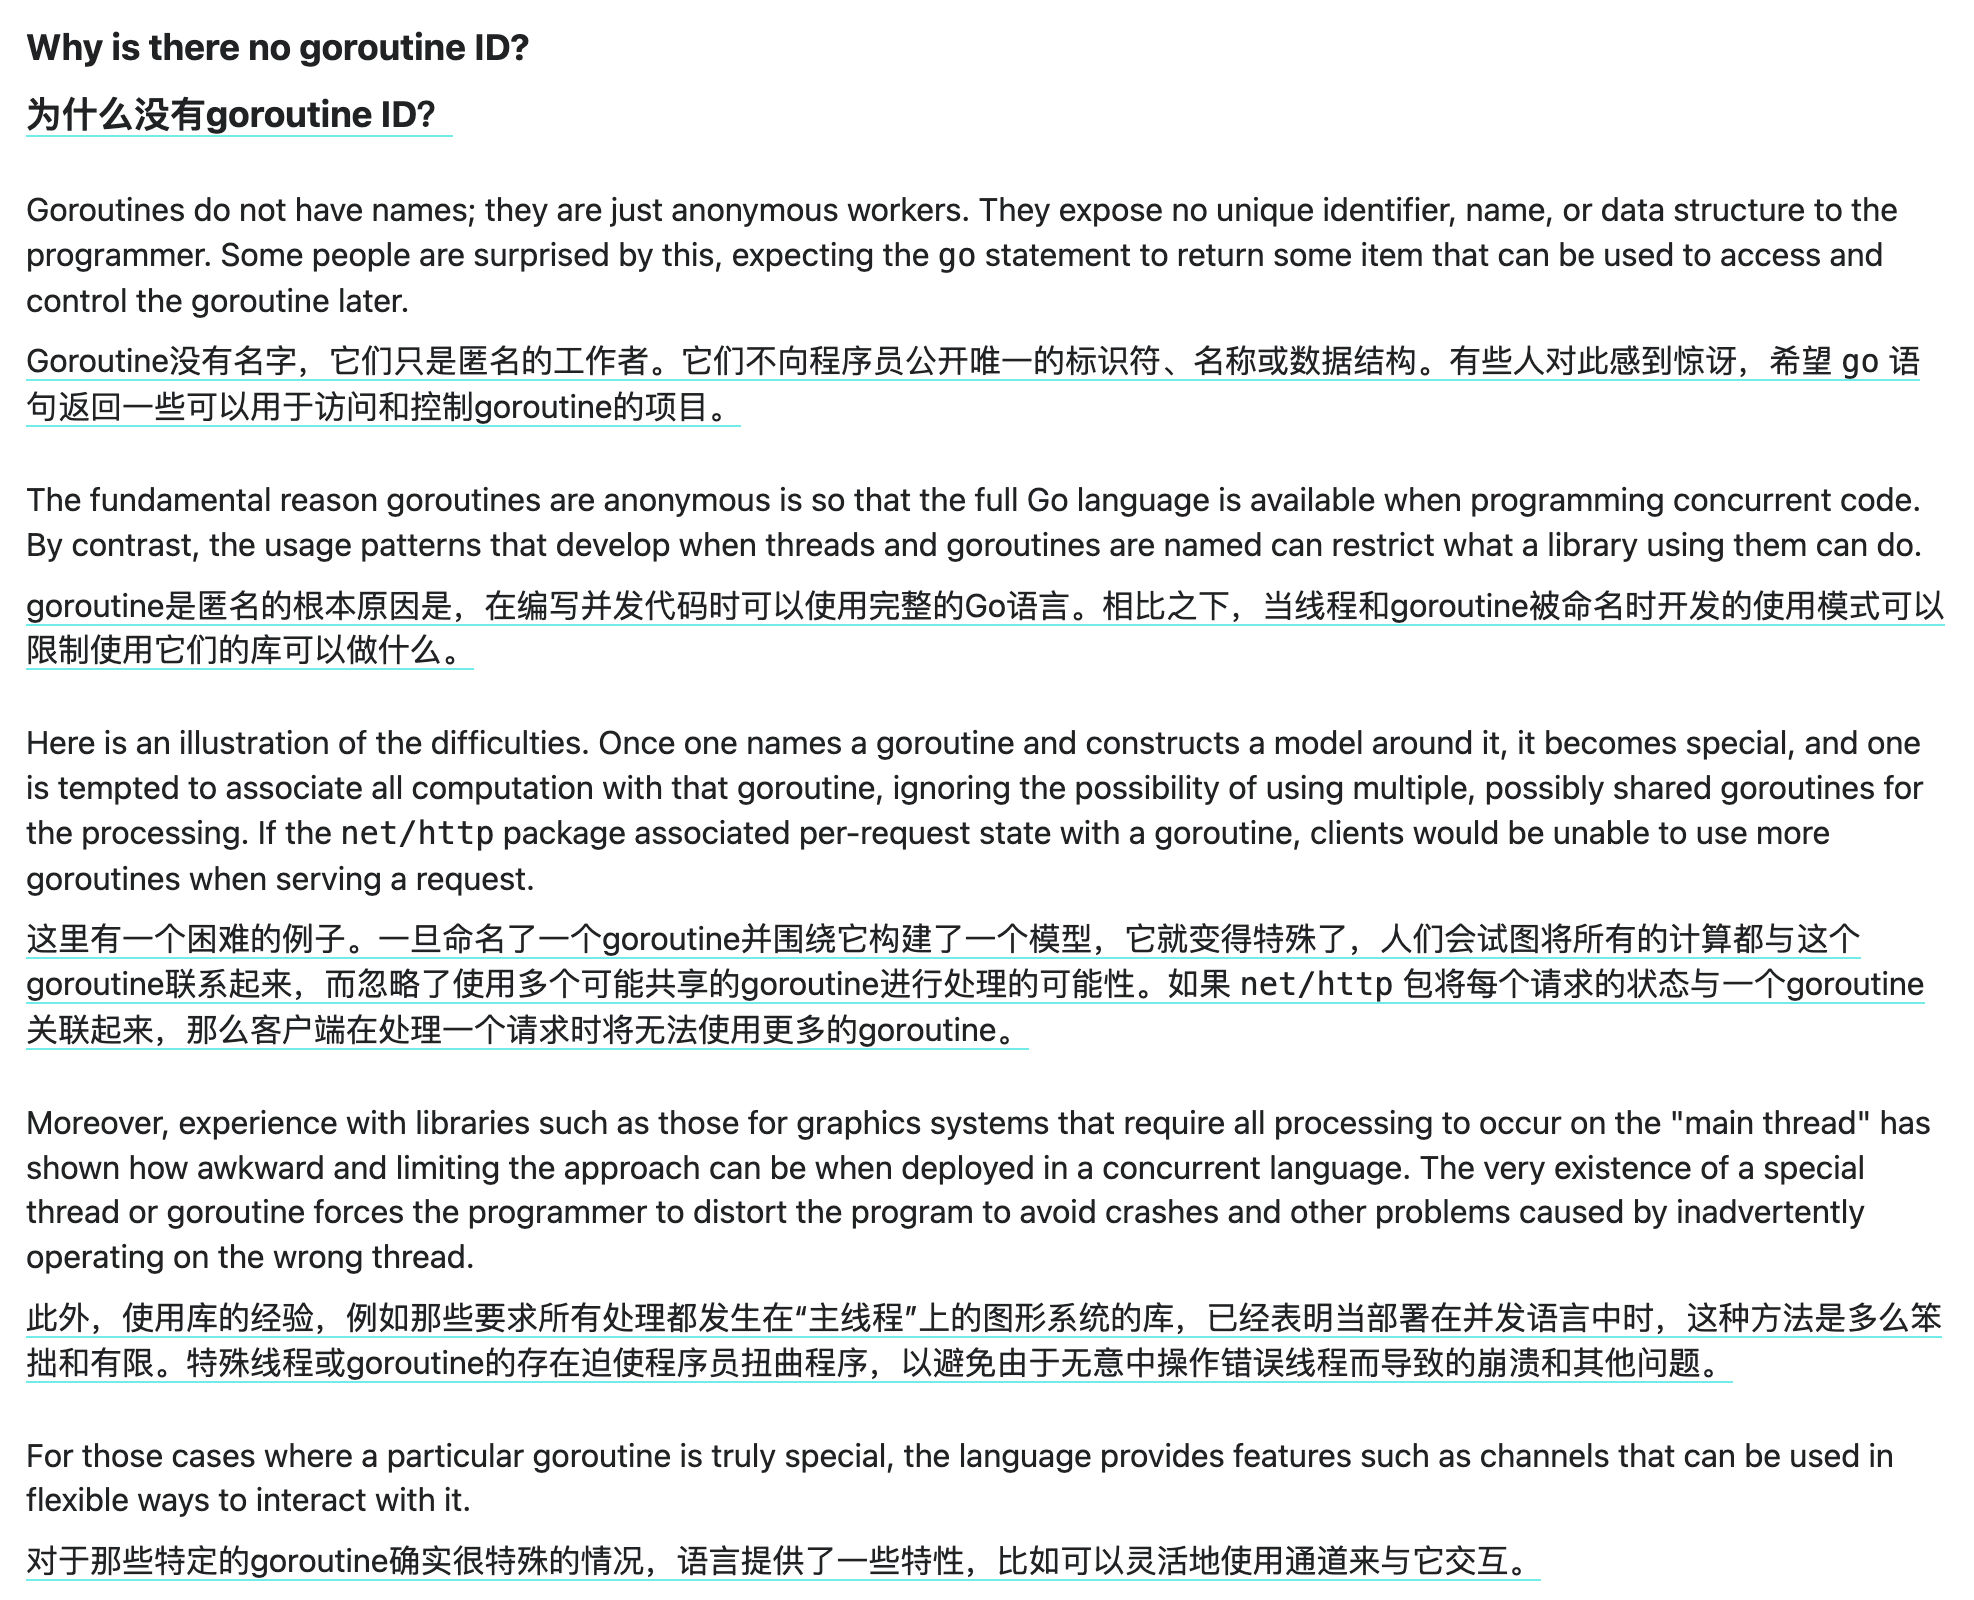 Why is there no goroutine ID?
为什么没有goroutine ID?
Goroutines do not have names; they are just anonymous workers. They expose no unique identifier, name, or data structure to the
programmer. Some people are surprised by this, expecting the go statement to return some item that can be used to access and
control the goroutine later.
Goroutine没有名字，它们只是匿名的工作者。它们不向程序员公开唯一的标识符、名称或数据结构。有些人对此感到惊讶，希望 go 语
句返回一些可以用于访问和控制goroutine的项目。
The fundamental reason goroutines are anonymous is so that the full Go language is available when programming concurrent code.
By contrast, the usage patterns that develop when threads and goroutines are named can restrict what a library using them can do.
goroutine是匿名的根本原因是，在编写并发代码时可以使用完整的Go语言。相比之下，当线程和goroutine被命名时开发的使用模式可以
限制使用它们的库可以做什么。
Here is an illustration of the difficulties. Once one names a goroutine and constructs a model around it, it becomes special, and one
is tempted to associate all computation with that goroutine, ignoring the possibility of using multiple, possibly shared goroutines for
the processing. If the net/http package associated per-request state with a goroutine, clients would be unable to use more
goroutines when serving a request.
这里有一个困难的例子。一旦命名了一个goroutine并围绕它构建了一个模型，它就变得特殊了，人们会试图将所有的计算都与这个
goroutine联系起来，而忽略了使用多个可能共享的goroutine进行处理的可能性。如果 net/http 包将每个请求的状态与一个goroutine
关联起来，那么客户端在处理一个请求时将无法使用更多的goroutine。
Moreover, experience with libraries such as those for graphics systems that require all processing to occur on the "main thread" has
shown how awkward and limiting the approach can be when deployed in a concurrent language. The very existence of a special
thread or goroutine forces the programmer to distort the program to avoid crashes and other problems caused by inadvertently
operating on the wrong thread.
此外，使用库的经验，例如那些要求所有处理都发生在“主线程”上的图形系统的库，已经表明当部署在并发语言中时，这种方法是多么笨
拙和有限。特殊线程或goroutine的存在迫使程序员扭曲程序，以避免由于无意中操作错误线程而导致的崩溃和其他问题。
For those cases where a particular goroutine is truly special, the language provides features such as channels that can be used in
flexible ways to interact with it.
对于那些特定的goroutine确实很特殊的情况，语言提供了一些特性，比如可以灵活地使用通道来与它交互。